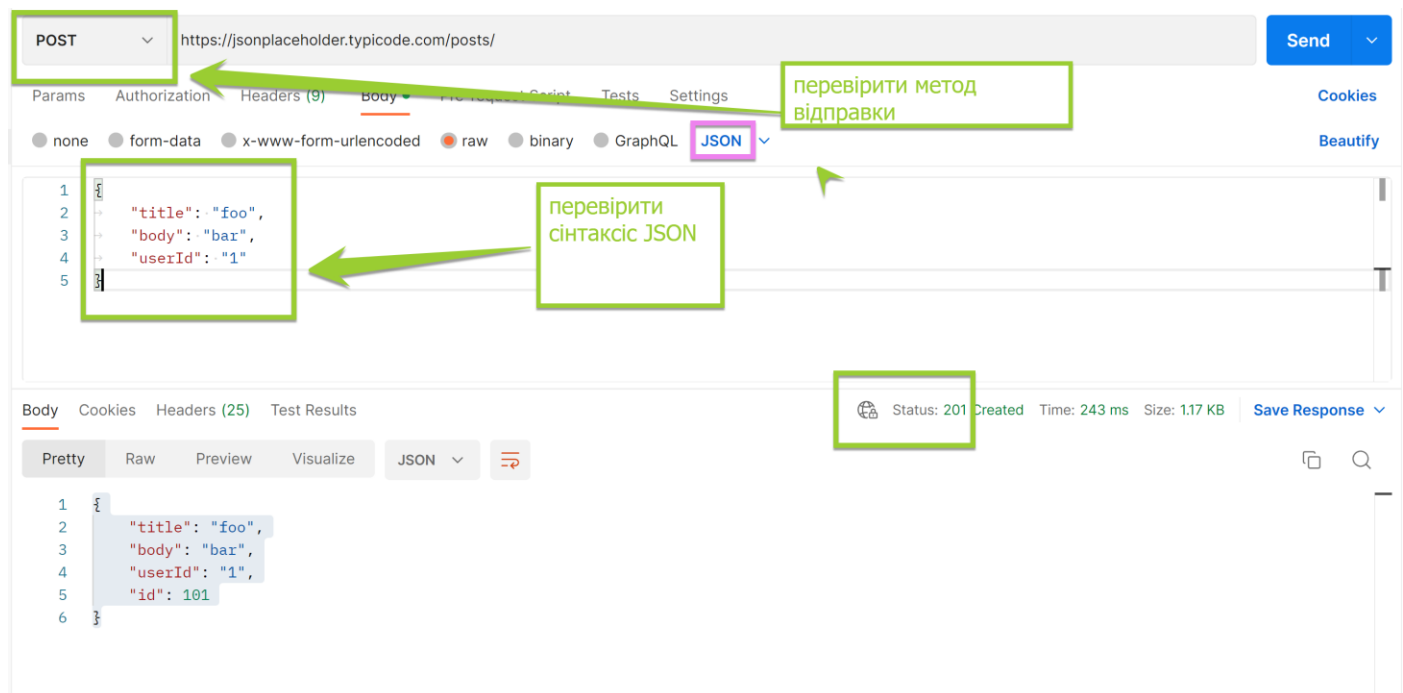 POST https://jsonplaceholder.typicode.com/posts/ Send
перевірити метод
відправки
Params Authorization Headers (9) Body Pre-request Script Tests Settings Cookies
none form-data x-www-form-urlencoded raw binary GraphQL JSON Beautify
1 {
2 "title": "foo",
3 "body": "bar",
4 "userId": "1"
5 }
перевірити
сінтаксіс JSON
Body Cookies Headers (25) Test Results Status: 201 Created Time: 243 ms Size: 1.17 KB Save Response
Pretty Raw Preview Visualize JSON
1 {
2 "title": "foo",
3 "body": "bar",
4 "userId": "1",
5 "id": 101
6 }